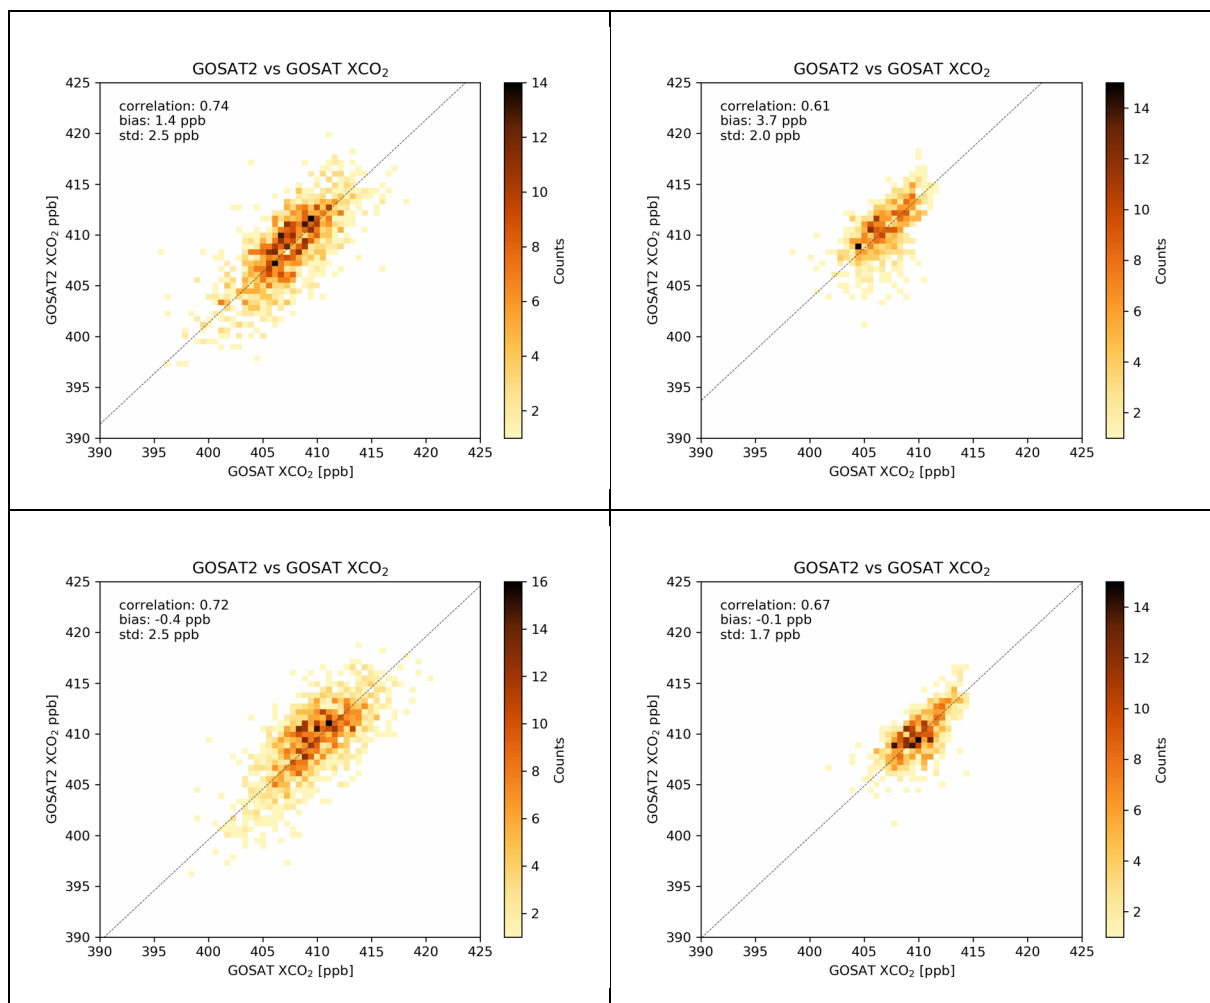 GOSAT2 vs GOSAT XCO₂
correlation: 0.74
bias: 1.4 ppb
std: 2.5 ppb
425
420
415
410
405
400
395
390
GOSAT2 XCO₂ ppb]
390 395 400 405 410 415 420 425
GOSAT XCO₂ [ppb]
14
12
10
8
6
4
2
Counts
GOSAT2 vs GOSAT XCO₂
correlation: 0.61
bias: 3.7 ppb
std: 2.0 ppb
425
420
415
410
405
400
395
390
GOSAT2 XCO₂ ppb]
390 395 400 405 410 415 420 425
GOSAT XCO₂ [ppb]
14
12
10
8
6
4
2
Counts
GOSAT2 vs GOSAT XCO₂
correlation: 0.72
bias: -0.4 ppb
std: 2.5 ppb
425
420
415
410
405
400
395
390
GOSAT2 XCO₂ ppb]
390 395 400 405 410 415 420 425
GOSAT XCO₂ [ppb]
16
14
12
10
8
6
4
2
Counts
GOSAT2 vs GOSAT XCO₂
correlation: 0.67
bias: -0.1 ppb
std: 1.7 ppb
425
420
415
410
405
400
395
390
GOSAT2 XCO₂ ppb]
390 395 400 405 410 415 420 425
GOSAT XCO₂ [ppb]
14
12
10
8
6
4
2
Counts